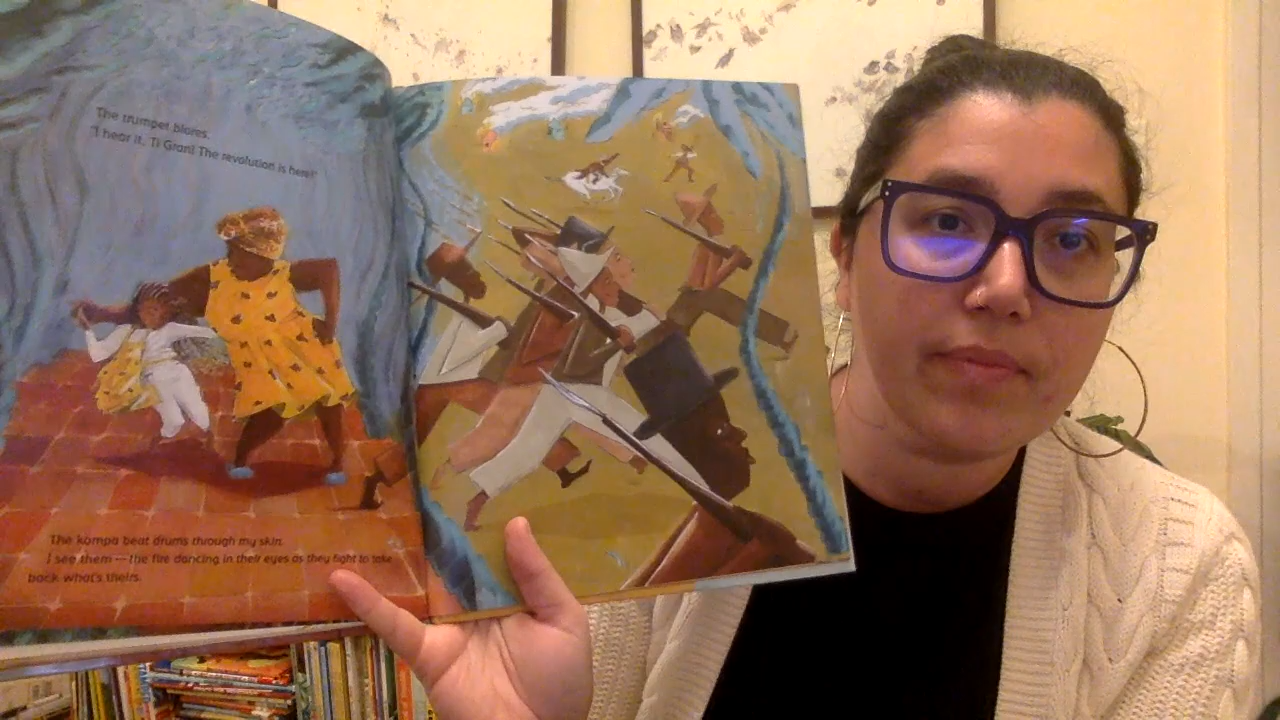 The trumpet blares.
"I hear it, Ti Gran! The revolution is here!"
The kompa beat drums through my skin.
I see them—the fire dancing in their eyes as they fight to take
back what's theirs.